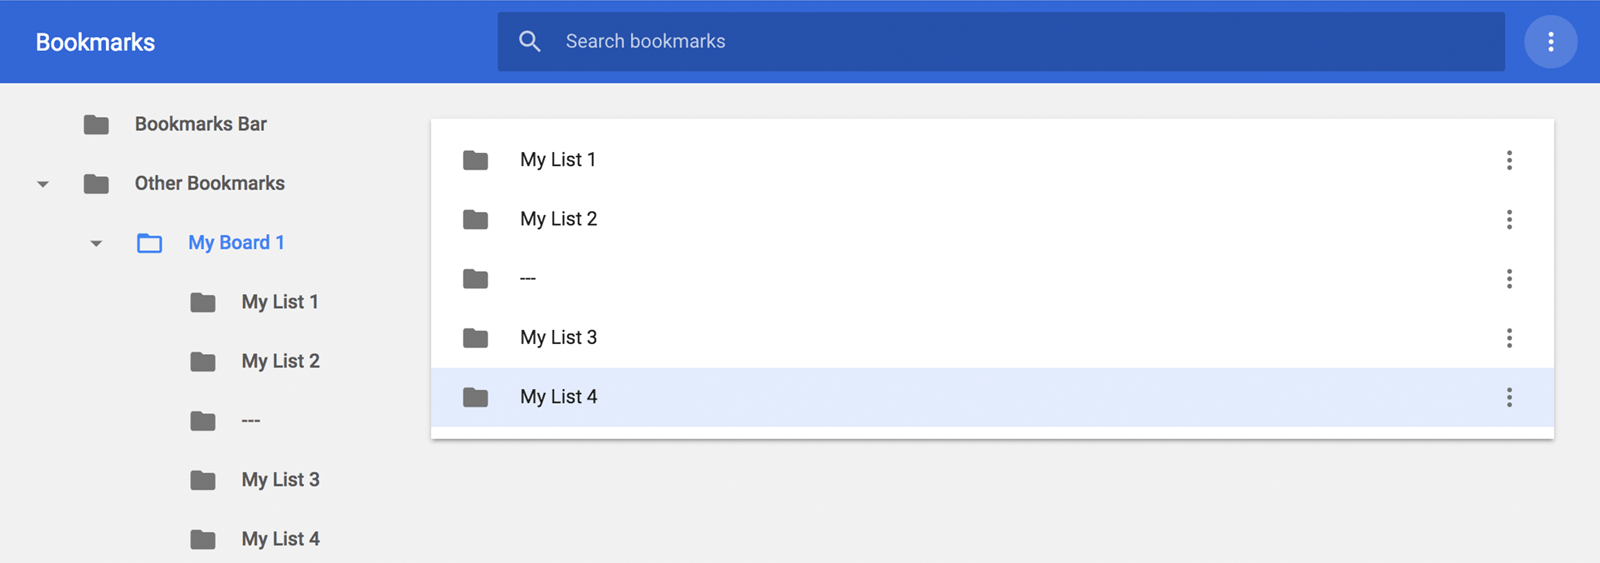 Bookmarks
Search bookmarks
Bookmarks Bar
Other Bookmarks
My Board 1
My List 1
My List 2
---
My List 3
My List 4
My List 1
My List 2
---
My List 3
My List 4